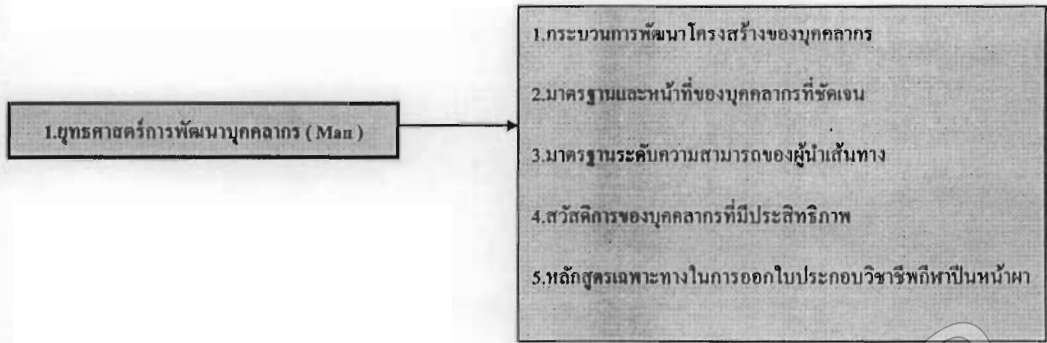 1.ยุทธศาสตร์การพัฒนาบุคคลากร ( Man )
1.กระบวนการพัฒนาโครงสร้างของบุคคลากร
2.มาตรฐานและหน้าที่ของบุคคลากรที่ชัดเจน
3.มาตรฐานระดับความสามารถของผู้นำเส้นทาง
4.สวัสดิการของบุคคลากรที่มีประสิทธิภาพ
5.หลักสูตรเฉพาะทางในการออกใบประกอบวิชาชีพกีฬาปีนหน้าผา